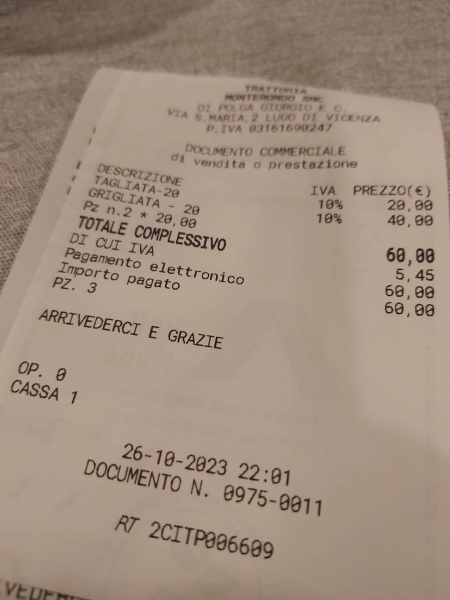 TRATTORIA
MONTERONDO SNC
DI POLGA GIORGIO E C.
VIA S.MARIA,2 LUGO DI VICENZA
P.IVA 03161690247
DOCUMENTO COMMERCIALE
di vendita o prestazione
DESCRIZIONE IVA PREZZO(€)
TAGLIATA-20 10% 20,00
GRIGLIATA - 20 10% 40,00
Pz n.2 * 20,00
TOTALE COMPLESSIVO 60,00
DI CUI IVA 5,45
Pagamento elettronico 60,00
Importo pagato 60,00
PZ. 3
ARRIVEDERCI E GRAZIE
OP. 0
CASSA 1
26-10-2023 22:01
DOCUMENTO N. 0975-0011
RT 2CITP006609